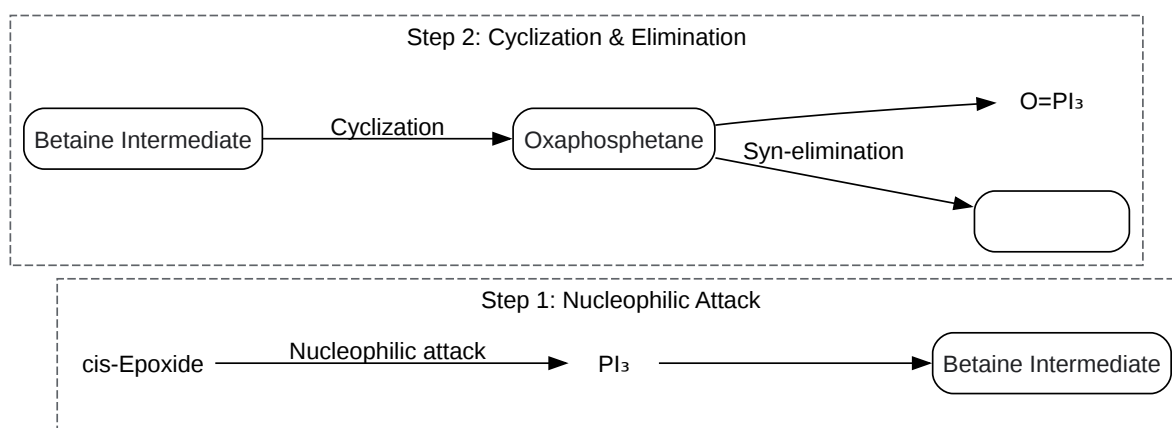 Step 2: Cyclization & Elimination
Betaine Intermediate
Cyclization
Oxaphosphetane
Syn-elimination
O=PI₃
Step 1: Nucleophilic Attack
cis-Epoxide
Nucleophilic attack
PI₃
Betaine Intermediate